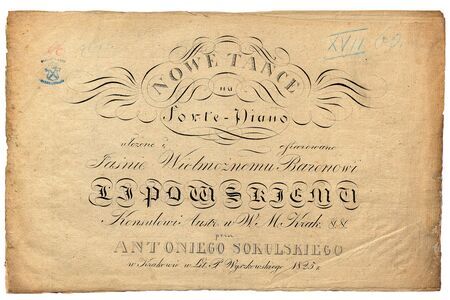 XVII
NOWE TAŃCE
na
Forte-Piano
ułożone i ofiarowane
Jaśnie Wielmożnemu Baronowi
LIPOWSKIEMU
Konsulowi Austr. w W. M. Krak. &&
przez
ANTONIEGO SOKULSKIEGO
w Krakowie w Lit. P. Wyszkowskiego 1825 r.